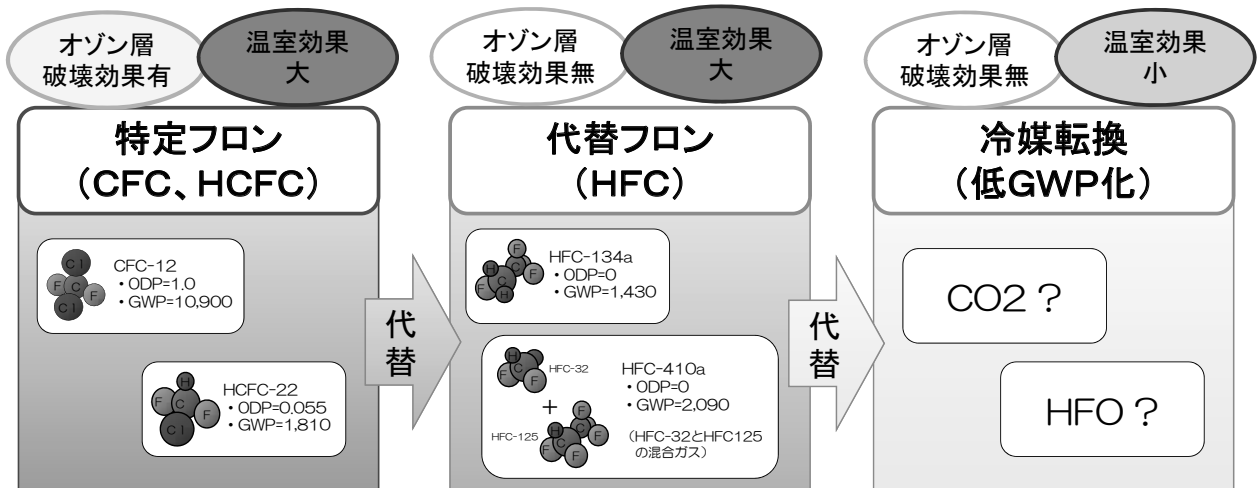 オゾン層
破壊効果有
温室効果
大
特定フロン
(CFC、HCFC)
Cl
F
C
F
Cl
CFC-12
・ODP=1.0
・GWP=10,900
H
F
C
F
Cl
HCFC-22
・ODP=0.055
・GWP=1,810
代
替
オゾン層
破壊効果無
温室効果
大
代替フロン
(HFC)
F
H
C
C
F
F
H
HFC-134a
・ODP=0
・GWP=1,430
H
C
F
F
HFC-32
+
HFC-125
F
H
C
C
F
F
F
HFC-410a
・ODP=0
・GWP=2,090
(HFC-32とHFC125
の混合ガス)
代
替
オゾン層
破壊効果無
温室効果
小
冷媒転換
(低GWP化)
CO2 ?
HFO ?